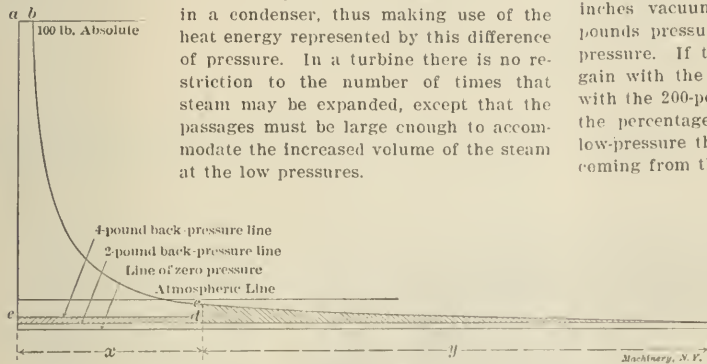 in a condenser, thus making use of the
heat energy represented by this difference
of pressure. In a turbine there is no re-
striction to the number of times that
steam may be expanded, except that the
passages must be large enough to accom-
modate the increased volume of the steam
at the low pressures.
inches vacuum
pounds pressur
pressure. If t
gain with the
with the 200-po
the percentage
low-pressure th
coming from th
a b
100 lb. Absolute
4-pound back-pressure line
2-pound back-pressure line
Line of zero pressure
Atmospheric Line
e c
d
x y
Machinery, N.Y.